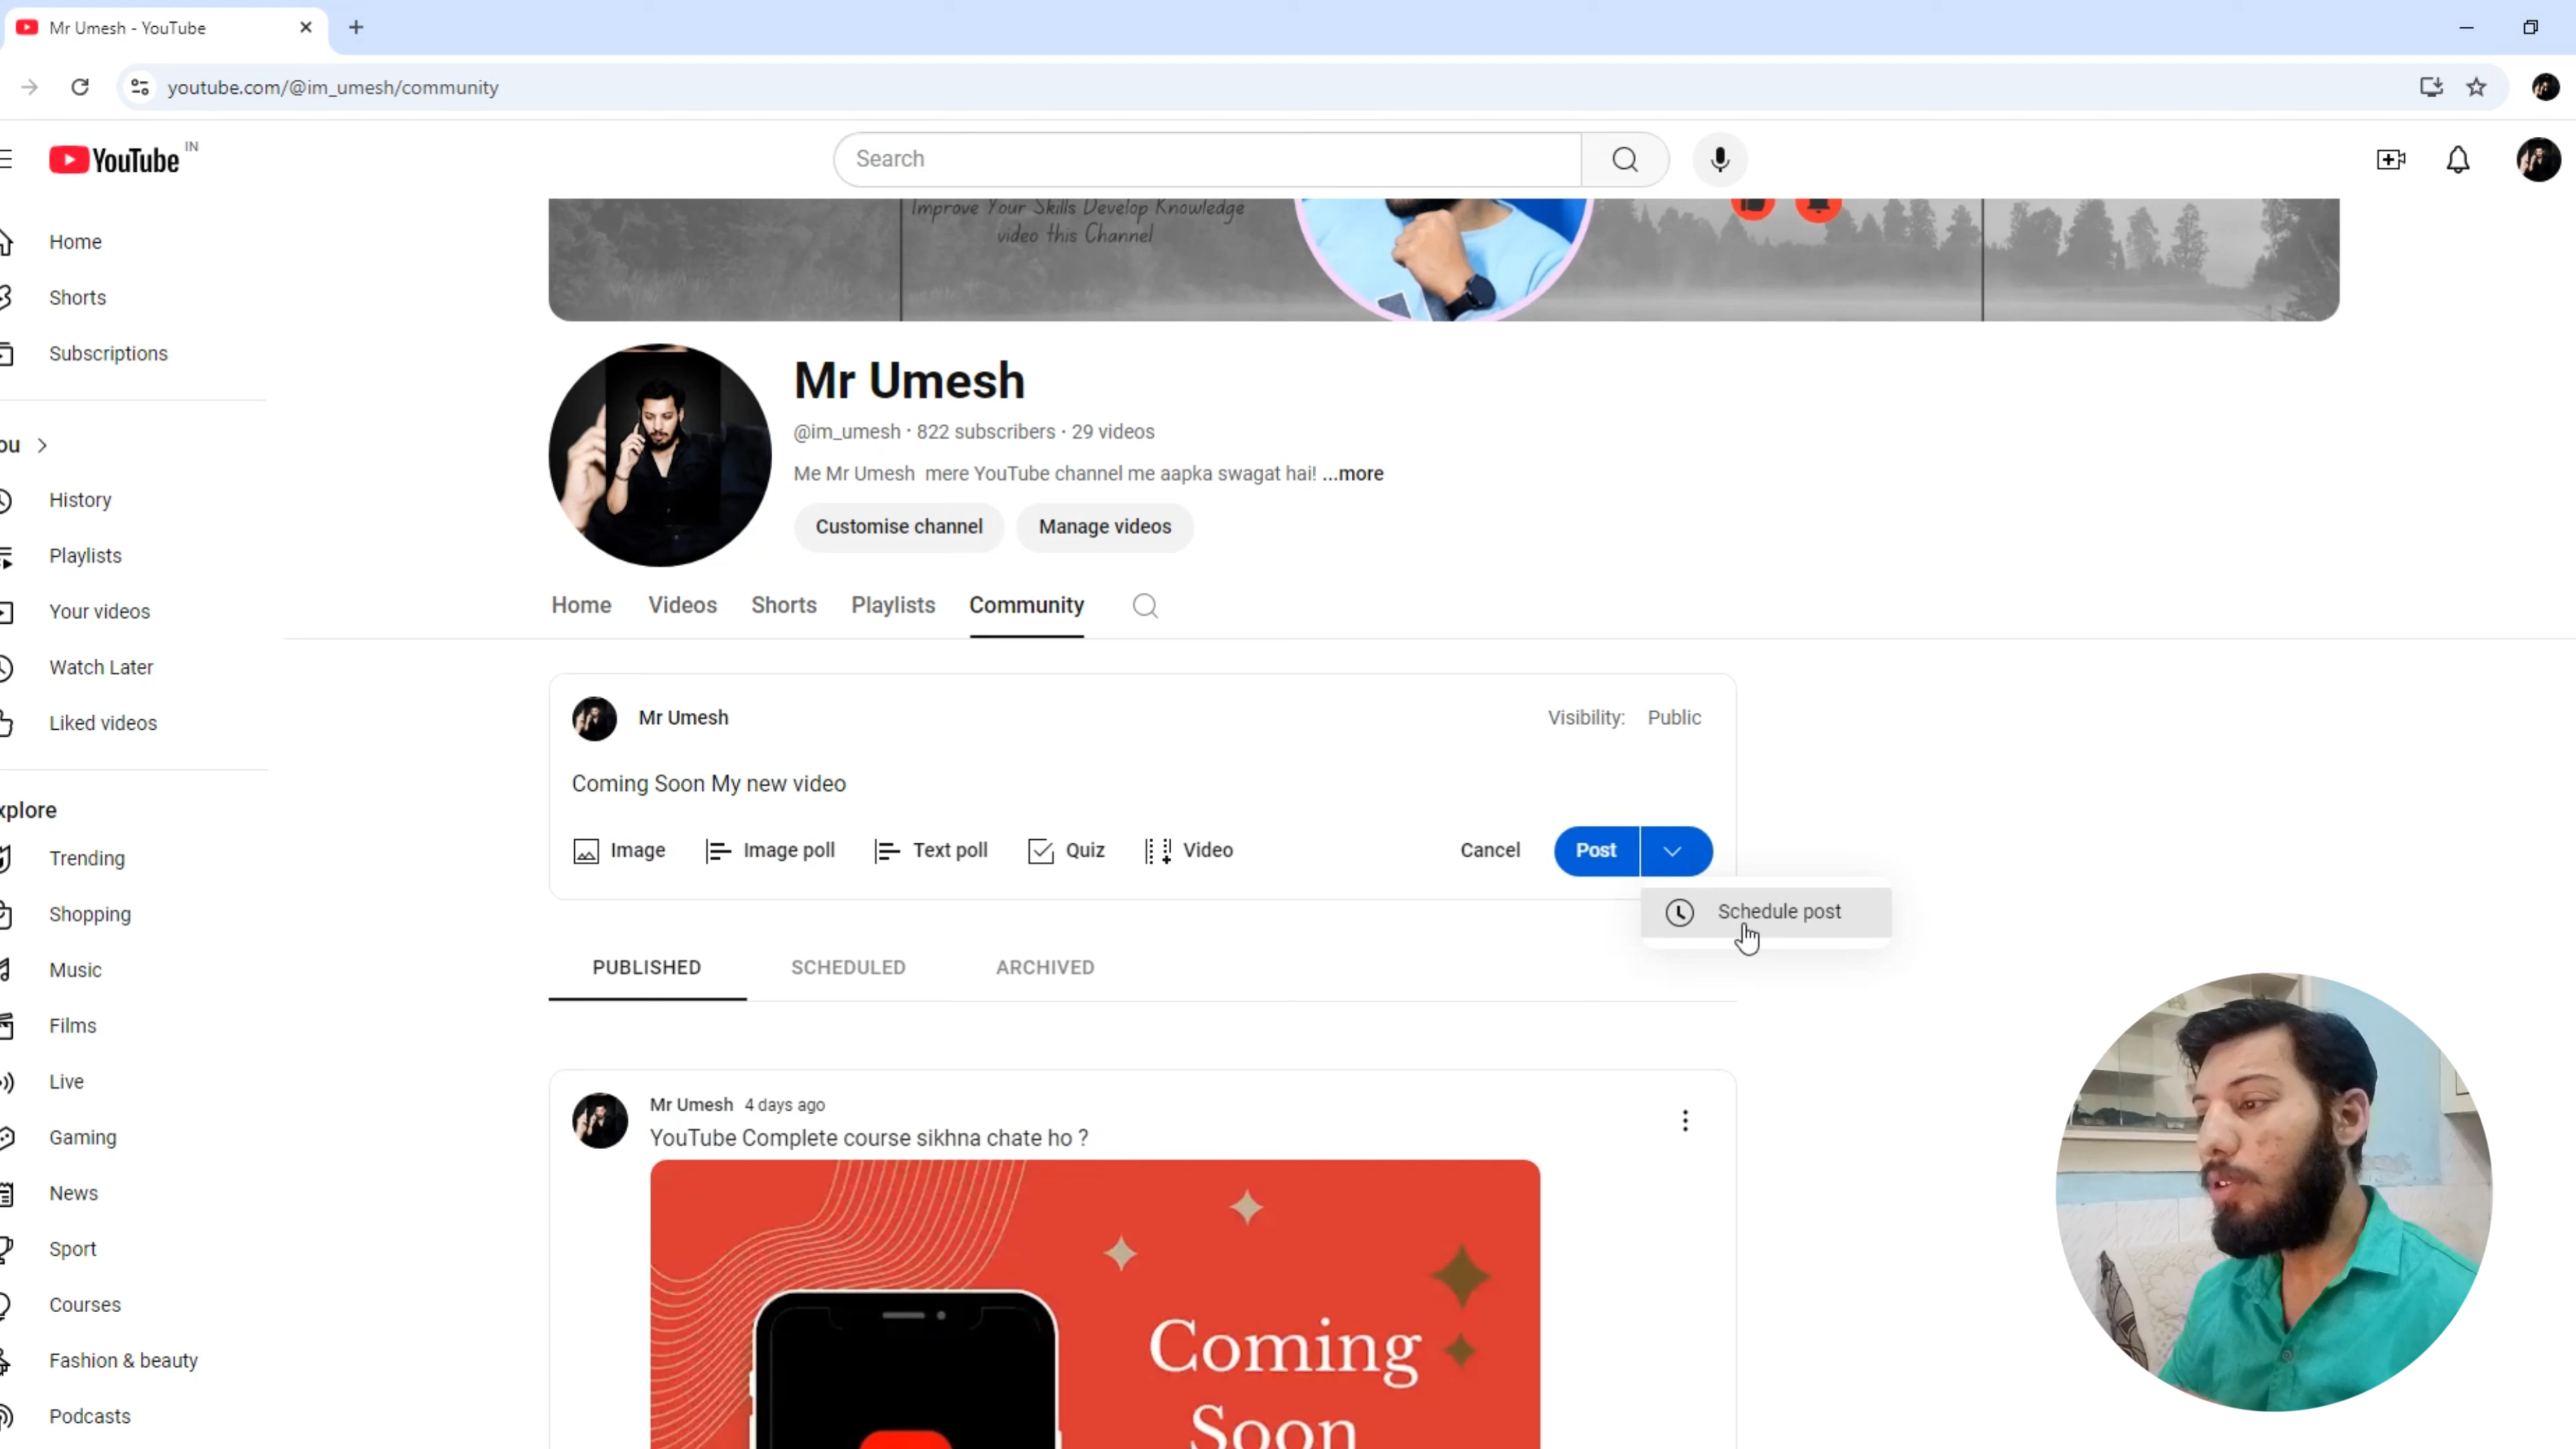 Mr Umesh - YouTube
youtube.com/@im_umesh/community
YouTube IN
Search
Improve Your Skills Develop Knowledge
video this Channel
Home
Shorts
Subscriptions
ou
History
Playlists
Your videos
Watch Later
Liked videos
xplore
Trending
Shopping
Music
Films
Live
Gaming
News
Sport
Courses
Fashion & beauty
Podcasts
Mr Umesh
@im_umesh · 822 subscribers · 29 videos
Me Mr Umesh mere YouTube channel me aapka swagat hai! ...more
Customise channel Manage videos
Home Videos Shorts Playlists Community
Mr Umesh Visibility: Public
Coming Soon My new video
Image Image poll Text poll Quiz Video Cancel Post
Schedule post
PUBLISHED SCHEDULED ARCHIVED
Mr Umesh 4 days ago
YouTube Complete course sikhna chate ho ?
Coming
Soon